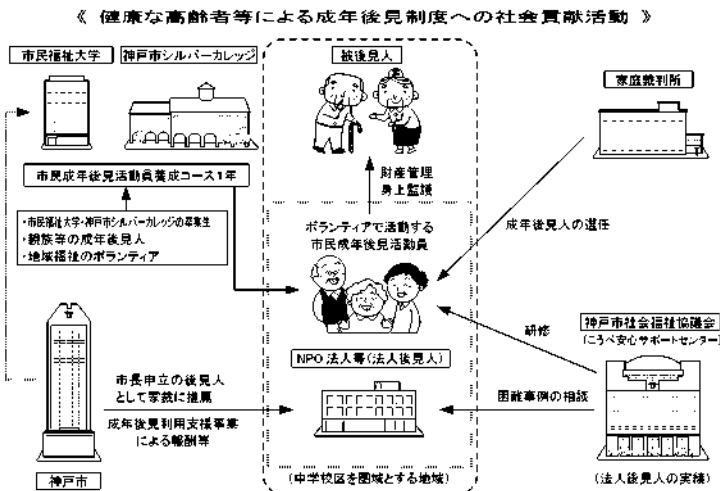 《 健康な高齢者等による成年後見制度への社会貢献活動 》
市民福祉大学
神戸市シルバーカレッジ
被後見人
家庭裁判所
市民成年後見活動員養成コース1年
財産管理
身上監護
・市民福祉大学・神戸市シルバーカレッジの卒業生
・親族等の成年後見人
・地域福祉のボランティア
ボランティアで活動する
市民成年後見活動員
成年後見人の選任
研修
神戸市社会福祉協議会
(こうべ安心サポートセンター)
NPO法人等(法人後見人)
市長申立の後見人
として家裁に推薦
成年後見利用支援事業
による報酬等
困難事例の相談
神戸市
(中学校区を圏域とする地域)
(法人後見人の実績)